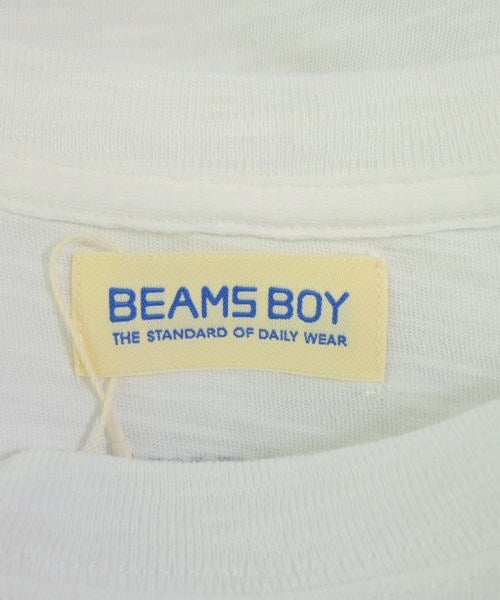 BEAMS BOY
THE STANDARD OF DAILY WEAR